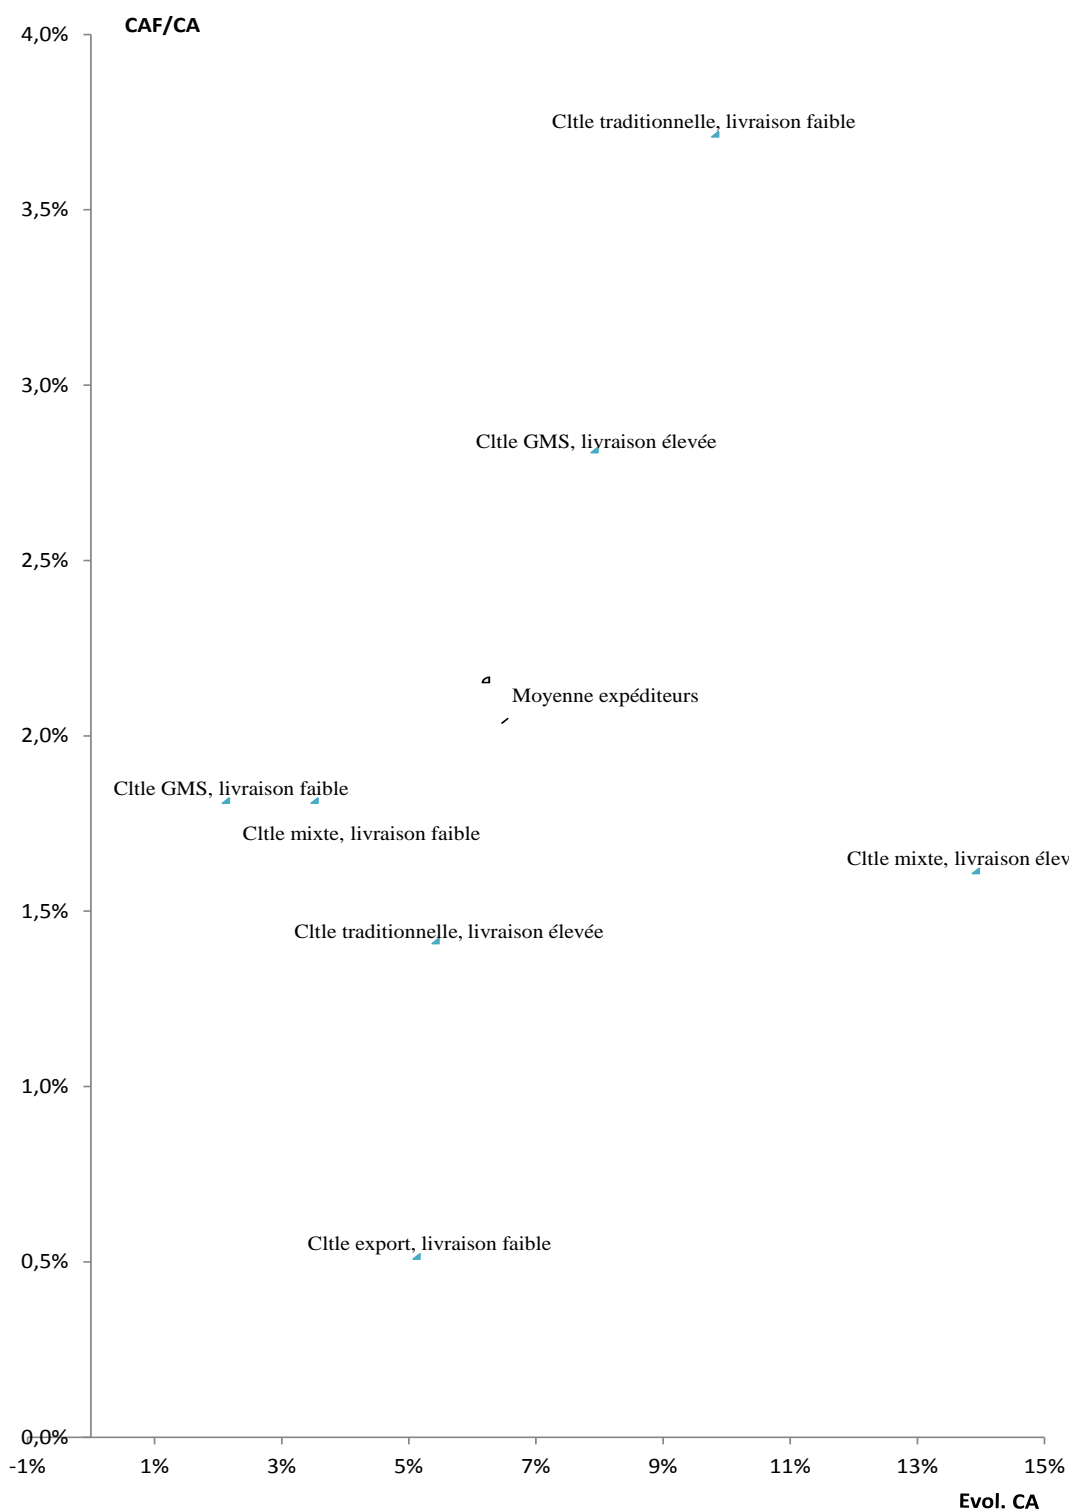 CAF/CA
4,0%
Cltle traditionnelle, livraison faible
3,5%
3,0%
Cltle GMS, livraison élevée
2,5%
Moyenne expéditeurs
2,0%
Cltle GMS, livraison faible
Cltle mixte, livraison faible
Cltle mixte, livraison élev
1,5%
Cltle traditionnelle, livraison élevée
1,0%
Cltle export, livraison faible
0,5%
0,0%
-1% 1% 3% 5% 7% 9% 11% 13% 15%
Evol. CA